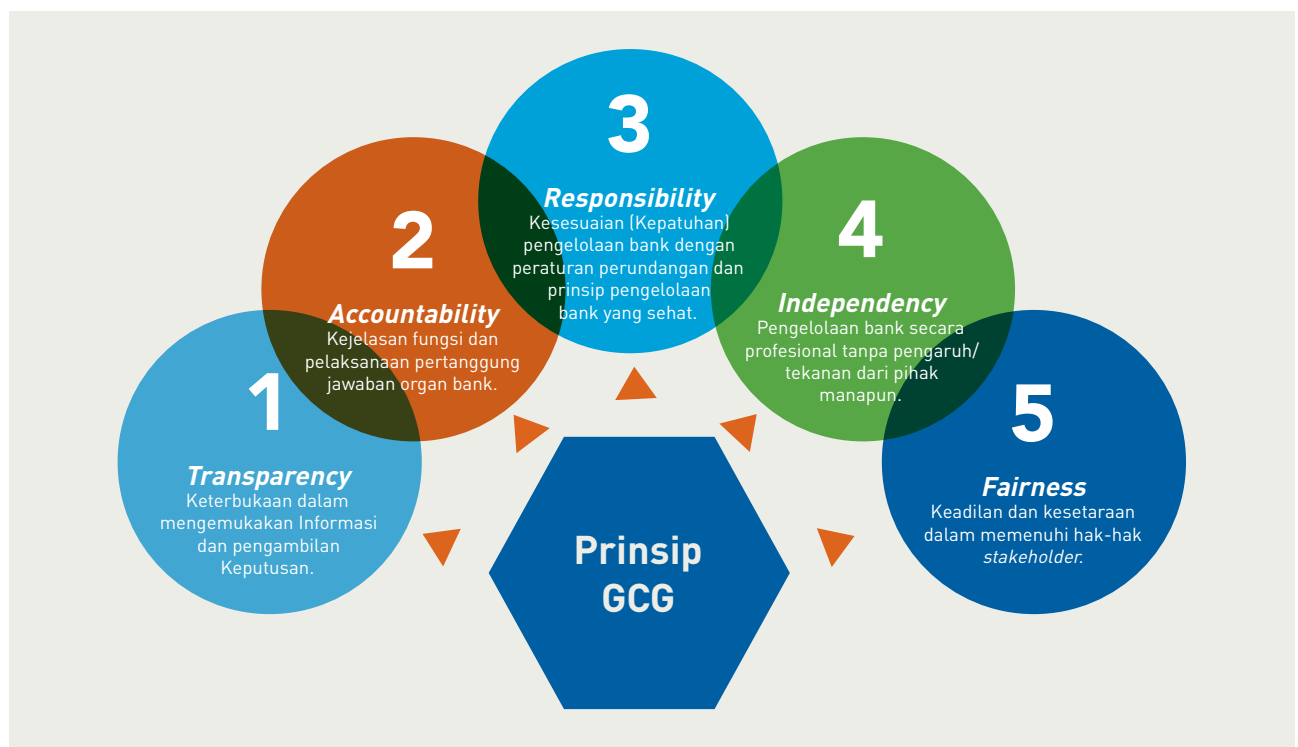 1
Transparency
Keterbukaan dalam
mengemukakan Informasi
dan pengambilan
Keputusan.
2
Accountability
Kejelasan fungsi dan
pelaksanaan pertanggung
jawaban organ bank.
3
Responsibility
Kesesuaian (Kepatuhan)
pengelolaan bank dengan
peraturan perundangan dan
prinsip pengelolaan
bank yang sehat.
4
Independency
Pengelolaan bank secara
profesional tanpa pengaruh/
tekanan dari pihak
manapun.
5
Fairness
Keadilan dan kesetaraan
dalam memenuhi hak-hak
stakeholder.
Prinsip
GCG